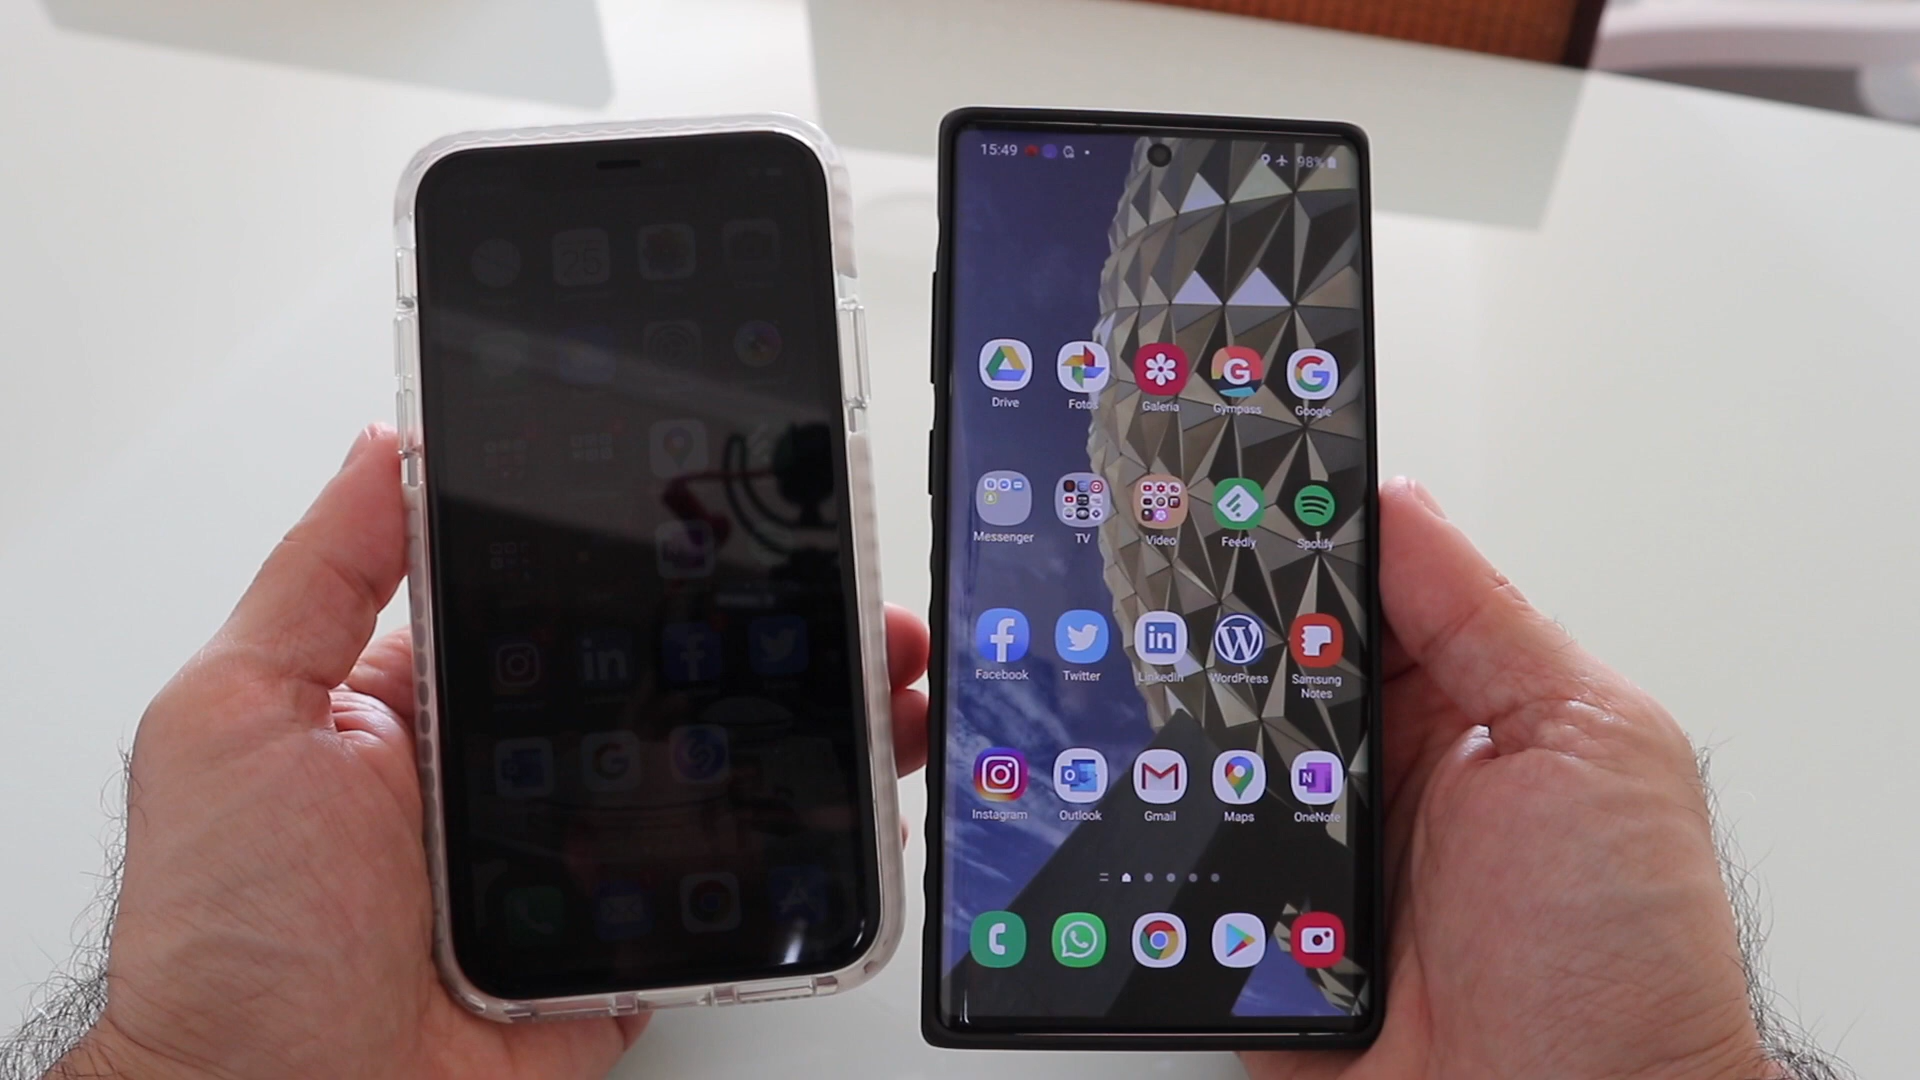 15:49
98%
25
Drive Fotos Galeria Gympass Google
Messenger TV Video Feedly Spotify
Facebook Twitter LinkedIn WordPress Samsung Notes
Instagram Outlook Gmail Maps OneNote